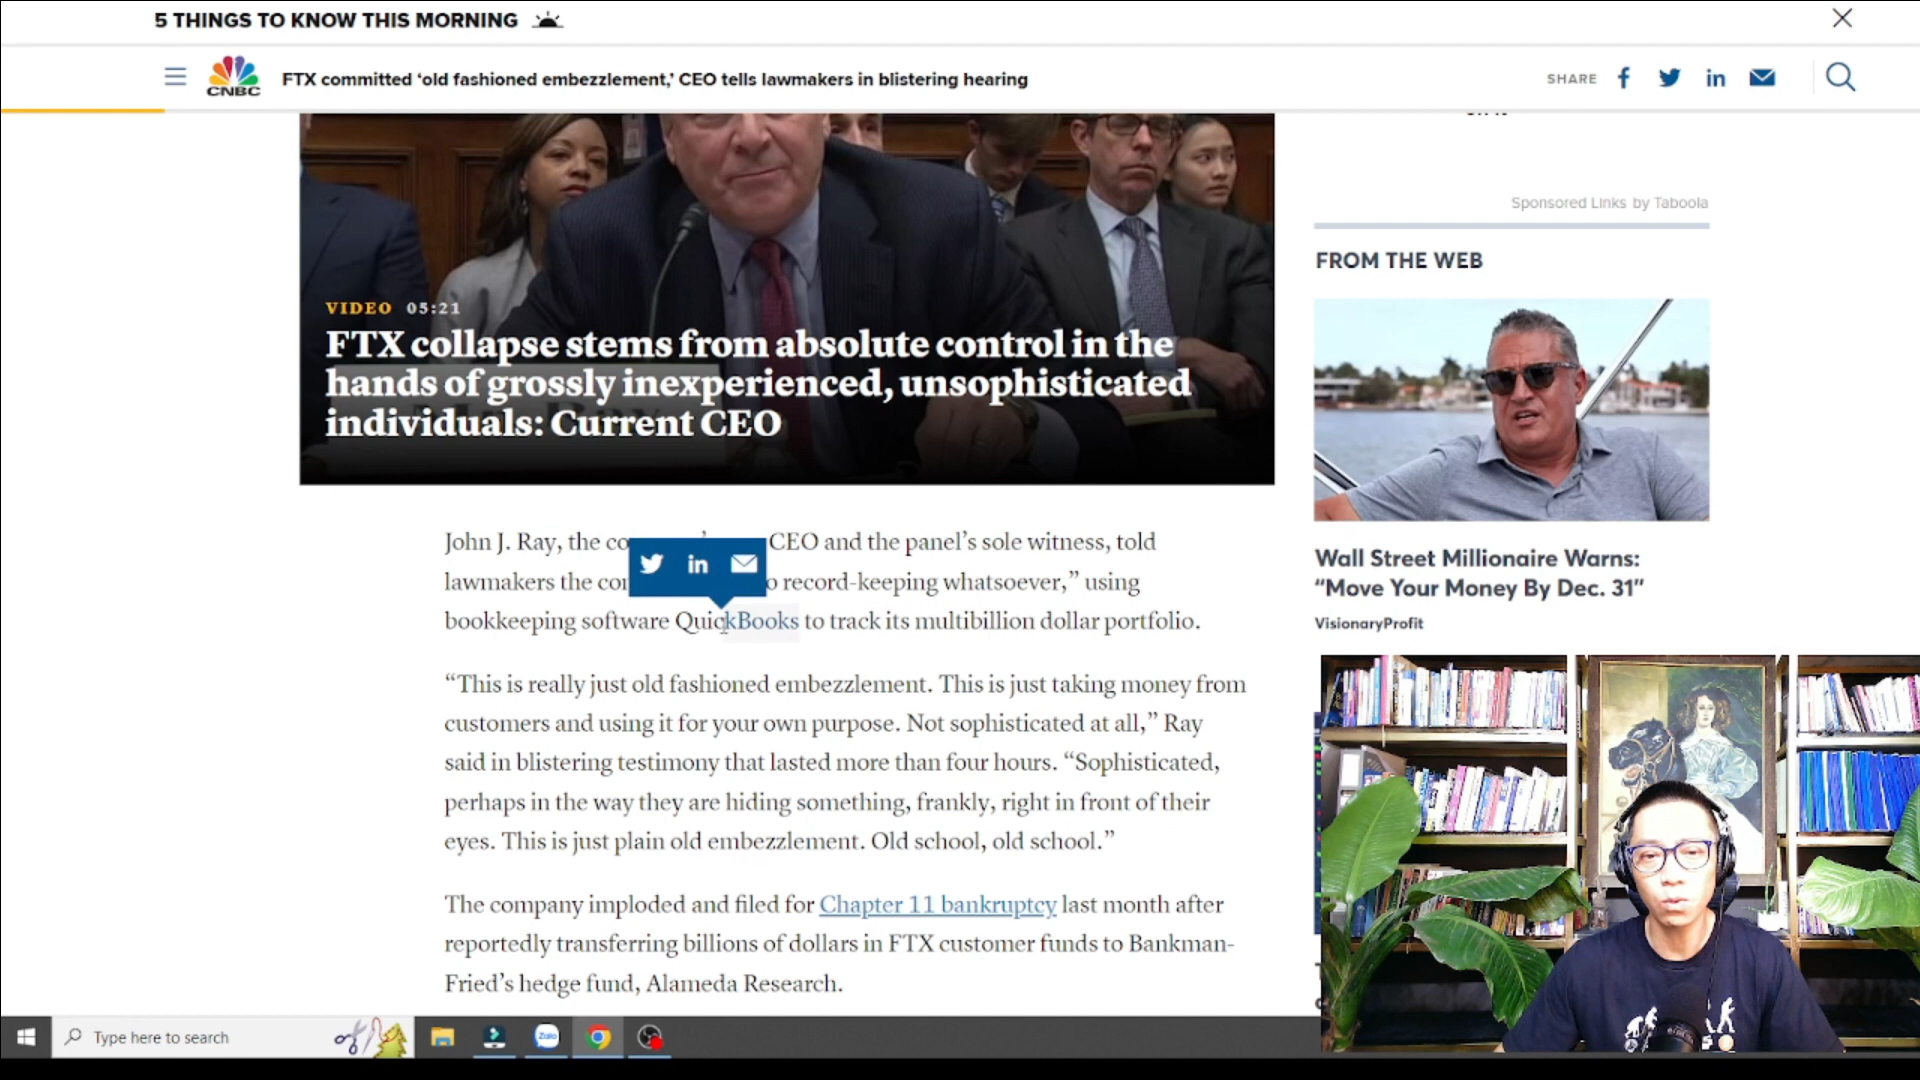 5 THINGS TO KNOW THIS MORNING
CNBC
FTX committed ‘old fashioned embezzlement,’ CEO tells lawmakers in blistering hearing
SHARE
Sponsored Links by Taboola
FROM THE WEB
VIDEO 05:21
FTX collapse stems from absolute control in the
hands of grossly inexperienced, unsophisticated
individuals: Current CEO
John J. Ray, the CEO and the panel’s sole witness, told
lawmakers the record-keeping whatsoever,” using
bookkeeping software QuickBooks to track its multibillion dollar portfolio.
“This is really just old fashioned embezzlement. This is just taking money from
customers and using it for your own purpose. Not sophisticated at all,” Ray
said in blistering testimony that lasted more than four hours. “Sophisticated,
perhaps in the way they are hiding something, frankly, right in front of their
eyes. This is just plain old embezzlement. Old school, old school.”
The company imploded and filed for Chapter 11 bankruptcy last month after
reportedly transferring billions of dollars in FTX customer funds to Bankman-
Fried’s hedge fund, Alameda Research.
Wall Street Millionaire Warns:
“Move Your Money By Dec. 31”
VisionaryProfit
Type here to search
Zalo